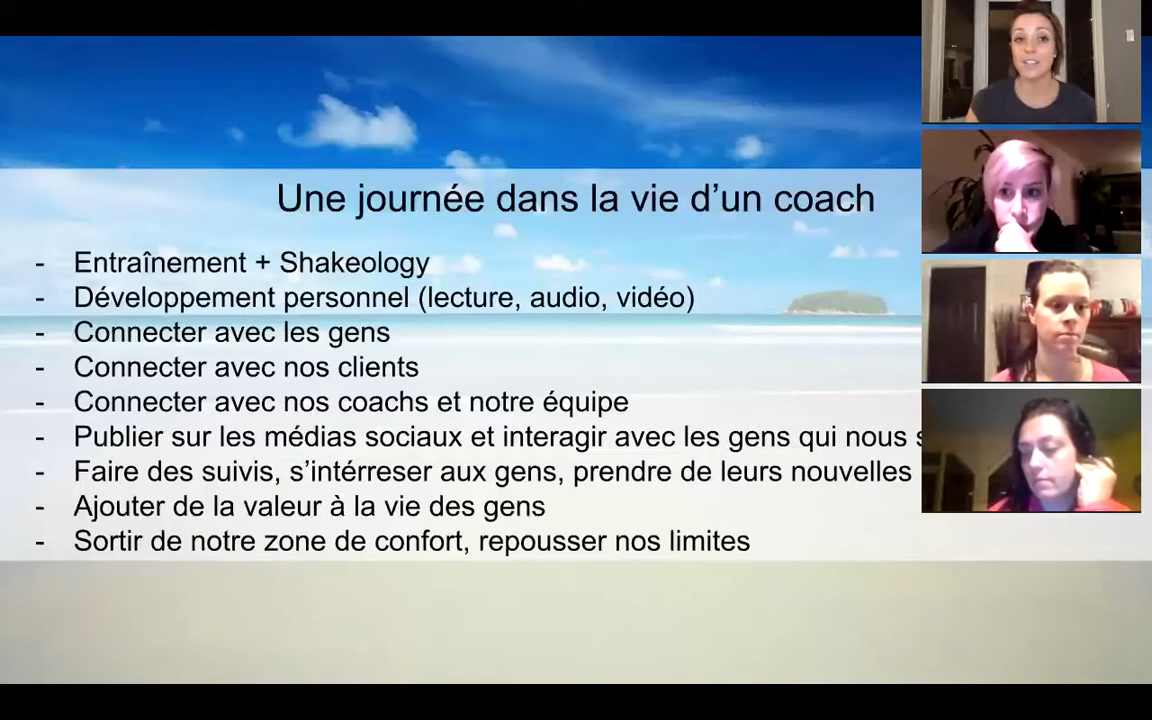 Une journée dans la vie d'un coach
- Entraînement + Shakeology
- Développement personnel (lecture, audio, vidéo)
- Connecter avec les gens
- Connecter avec nos clients
- Connecter avec nos coachs et notre équipe
- Publier sur les médias sociaux et interagir avec les gens qui nous
- Faire des suivis, s'intérreser aux gens, prendre de leurs nouvelles
- Ajouter de la valeur à la vie des gens
- Sortir de notre zone de confort, repousser nos limites